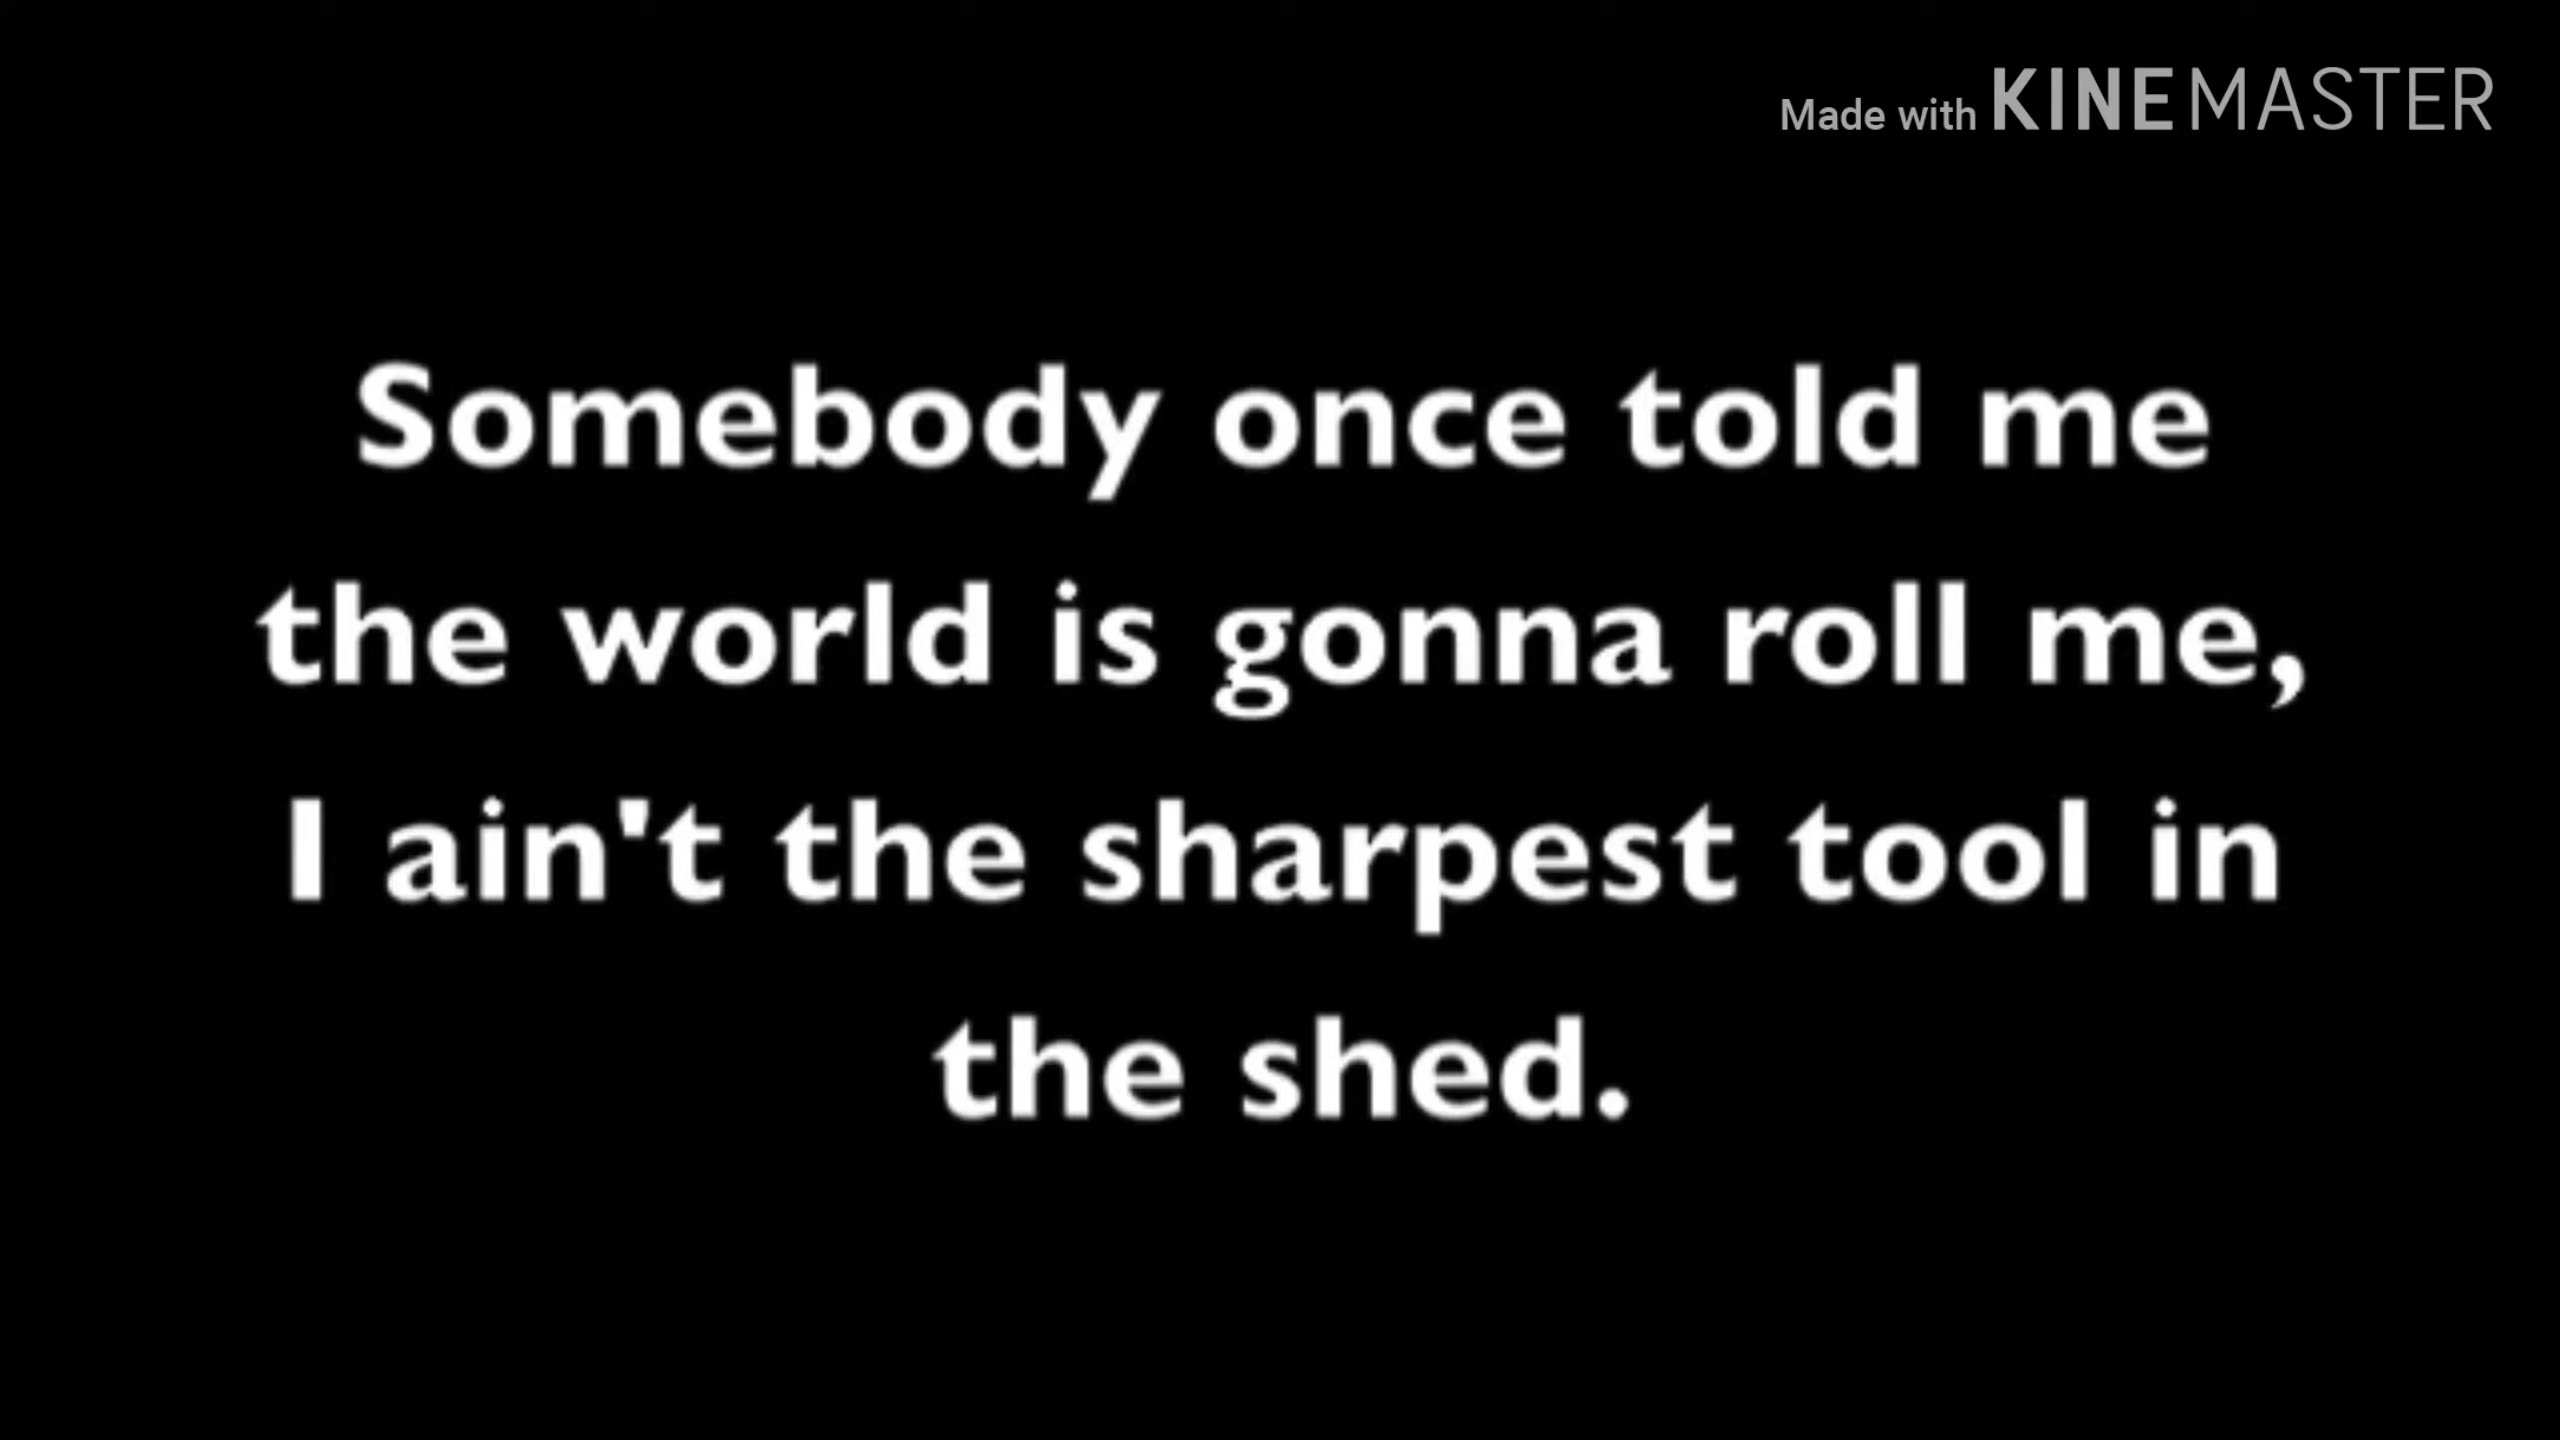 Made with KINEMASTER
Somebody once told me
the world is gonna roll me,
I ain't the sharpest tool in
the shed.